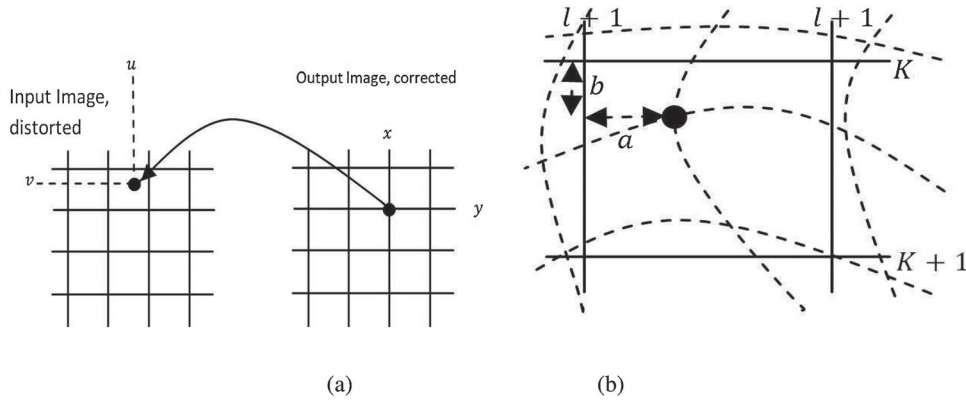 u
Input Image,
distorted
v
Output Image, corrected
x
y
(a)
l + 1
l + 1
K
b
a
K + 1
(b)